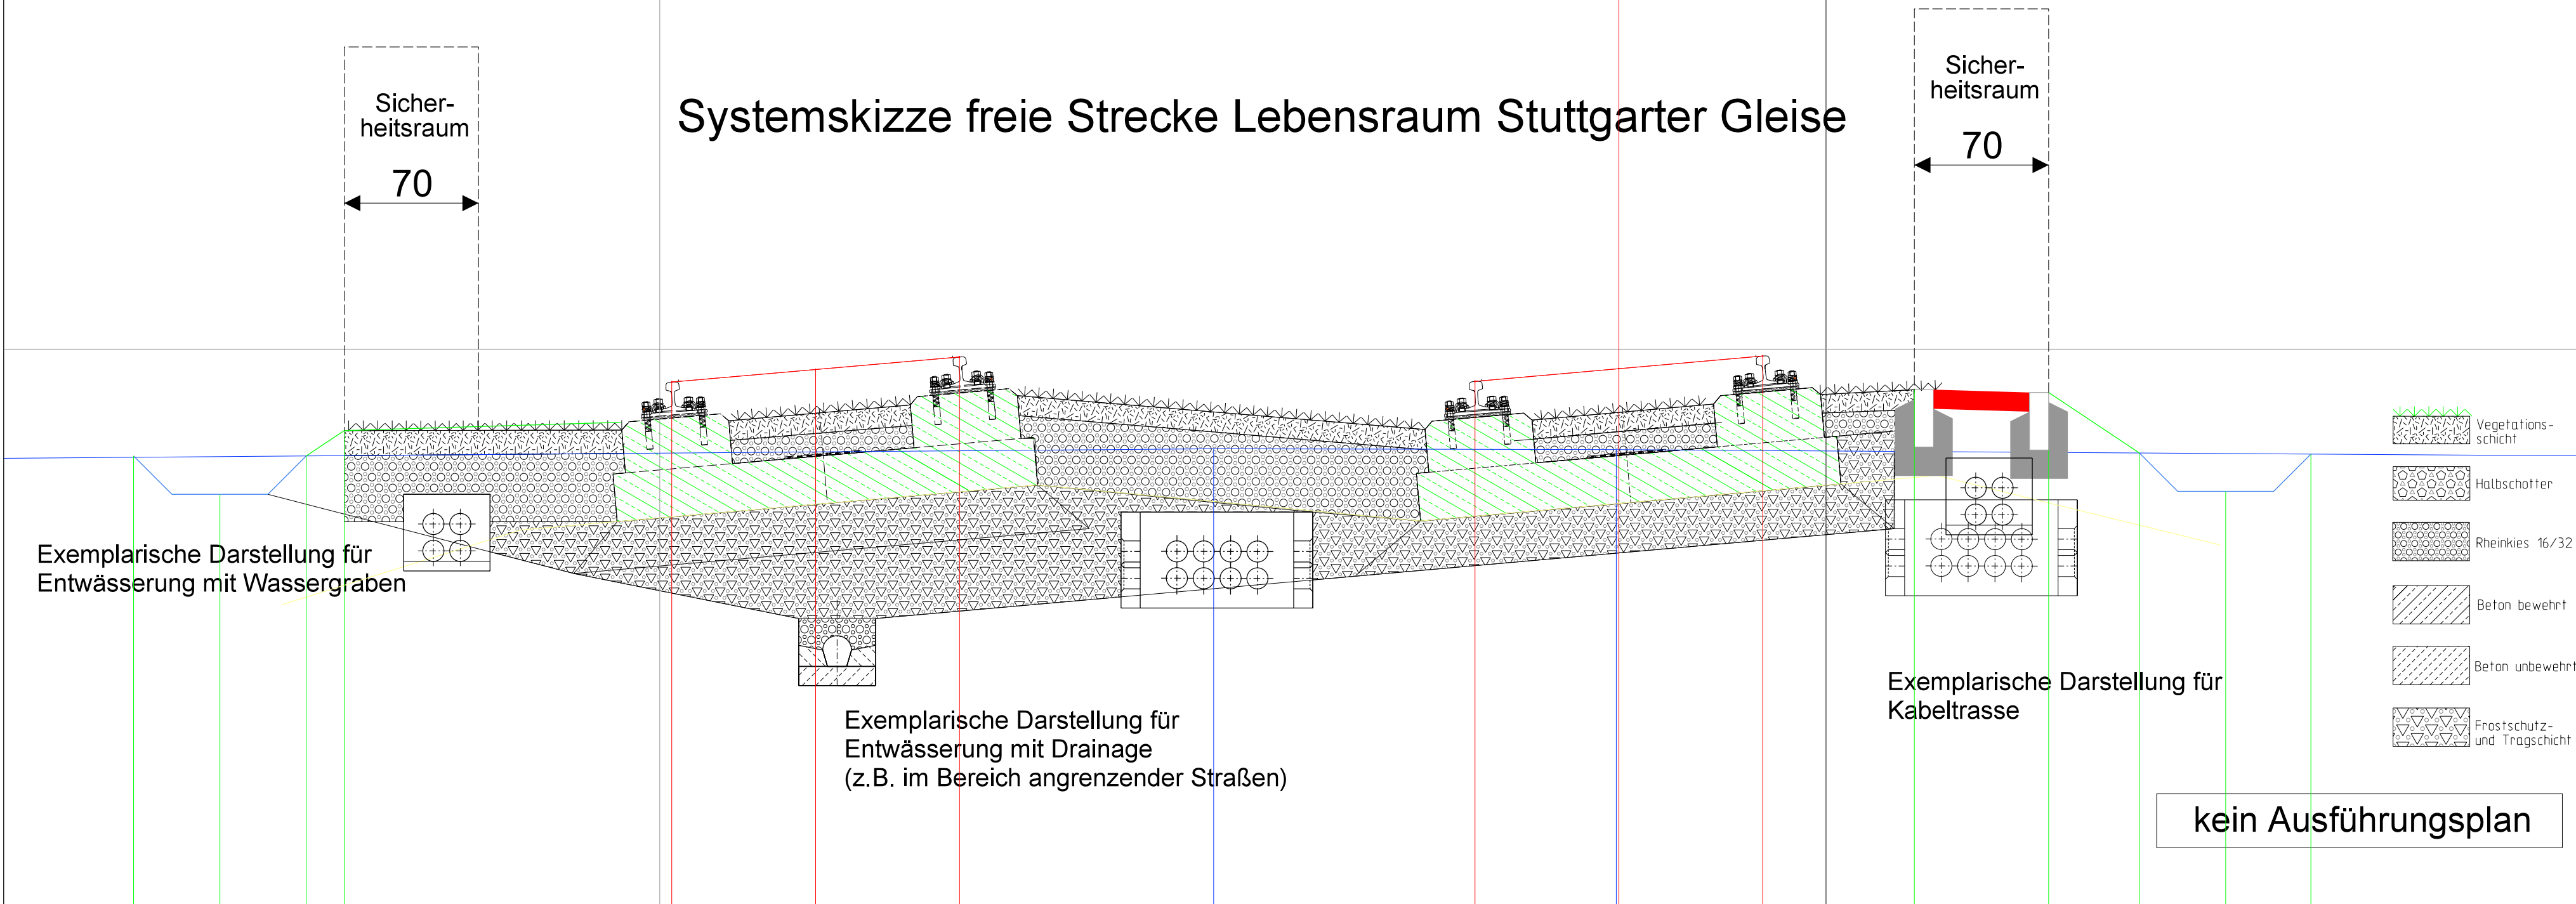 Sicher-
heitsraum
70
Systemskizze freie Strecke Lebensraum Stuttgarter Gleise
Sicher-
heitsraum
70
Exemplarische Darstellung für
Entwässerung mit Wassergraben
Exemplarische Darstellung für
Entwässerung mit Drainage
(z.B. im Bereich angrenzender Straßen)
Exemplarische Darstellung für
Kabeltrasse
Vegetations-
schicht
Halbschotter
Rheinkies 16/32
Beton bewehrt
Beton unbewehrt
Frostschutz-
und Tragschicht
kein Ausführungsplan